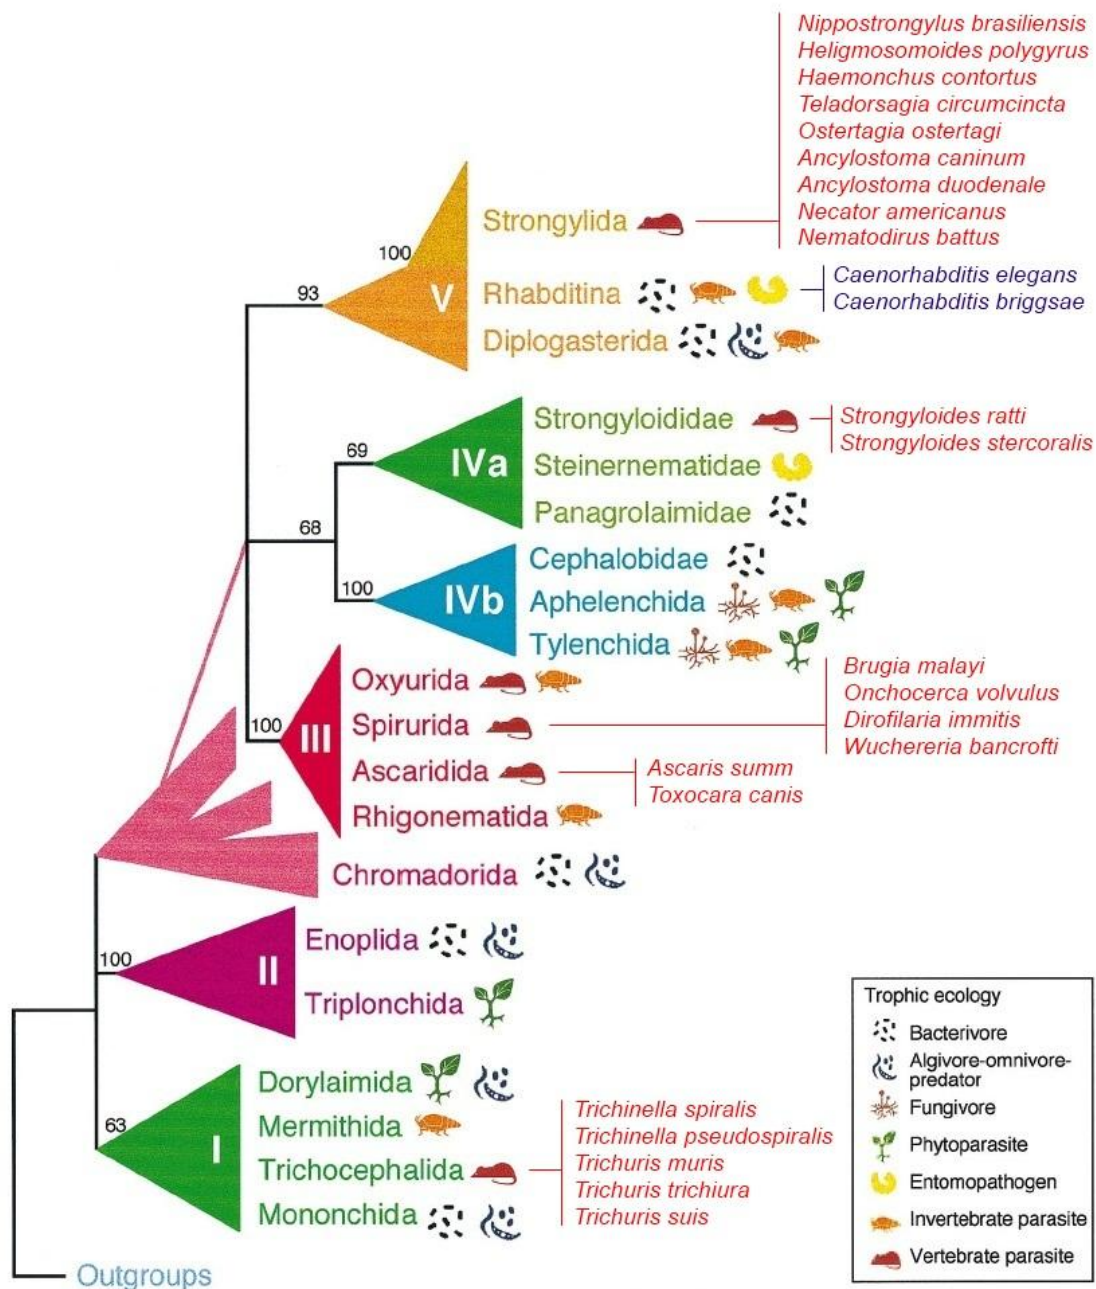 Nippostrongylus brasiliensis
Heligmosomoides polygyrus
Haemonchus contortus
Teladorsagia circumcincta
Ostertagia ostertagi
Ancylostoma caninum
Ancylostoma duodenale
Necator americanus
Nematodirus battus
Strongylida
100
93
V
Rhabditina
Caenorhabditis elegans
Caenorhabditis briggsae
Diplogasterida
Strongyloididae
Strongyloides ratti
Strongyloides stercoralis
69
IVa
Steinernematidae
Panagrolaimidae
68
Cephalobidae
100
IVb
Aphelenchida
Tylenchida
Oxyurida
Brugia malayi
Onchocerca volvulus
Dirofilaria immitis
Wuchereria bancrofti
100
III
Spirurida
Ascaridida
Ascaris summ
Toxocara canis
Rhigonematida
Chromadorida
Enoplida
100
II
Triplonchida
Dorylaimida
63
I
Mermithida
Trichocephalida
Mononchida
Trichinella spiralis
Trichinella pseudospiralis
Trichuris muris
Trichuris trichiura
Trichuris suis
Outgroups
Trophic ecology
Bacterivore
Algivore-omnivore-
predator
Fungivore
Phytoparasite
Entomopathogen
Invertebrate parasite
Vertebrate parasite